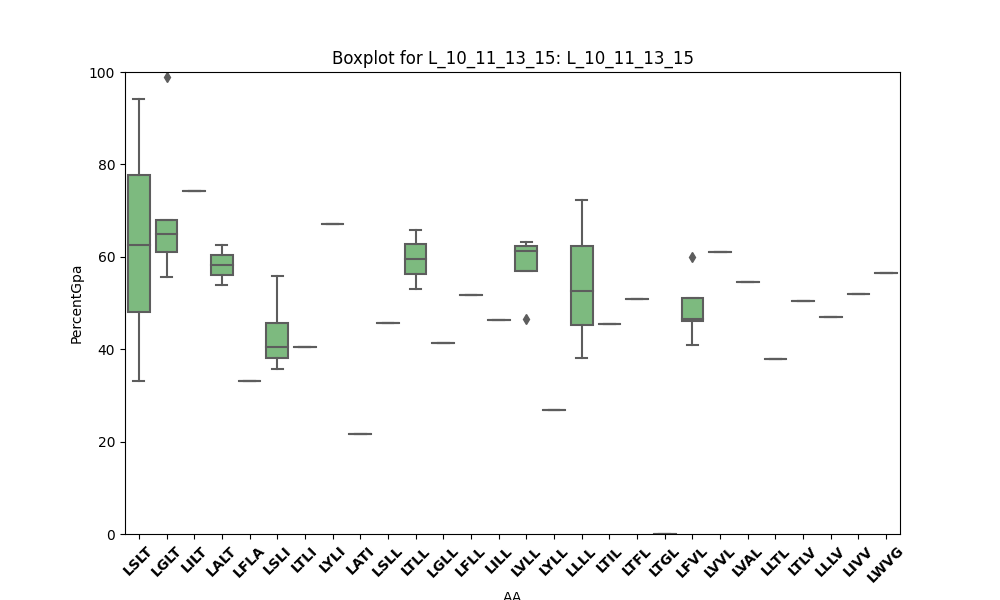 Boxplot for L_10_11_13_15: L_10_11_13_15
100
80
60
40
20
0
PercentGpa
LSLT LGLT LILT LALT LFLA LSLI LTLI LYLI LATI LSLL LTLL LGLL LFLL LILL LVLL LYLL LLLL LTIL LTFL LTGL LFVL LVVL LVAL LLTL LTLV LLLV LIVV LWVG
AA